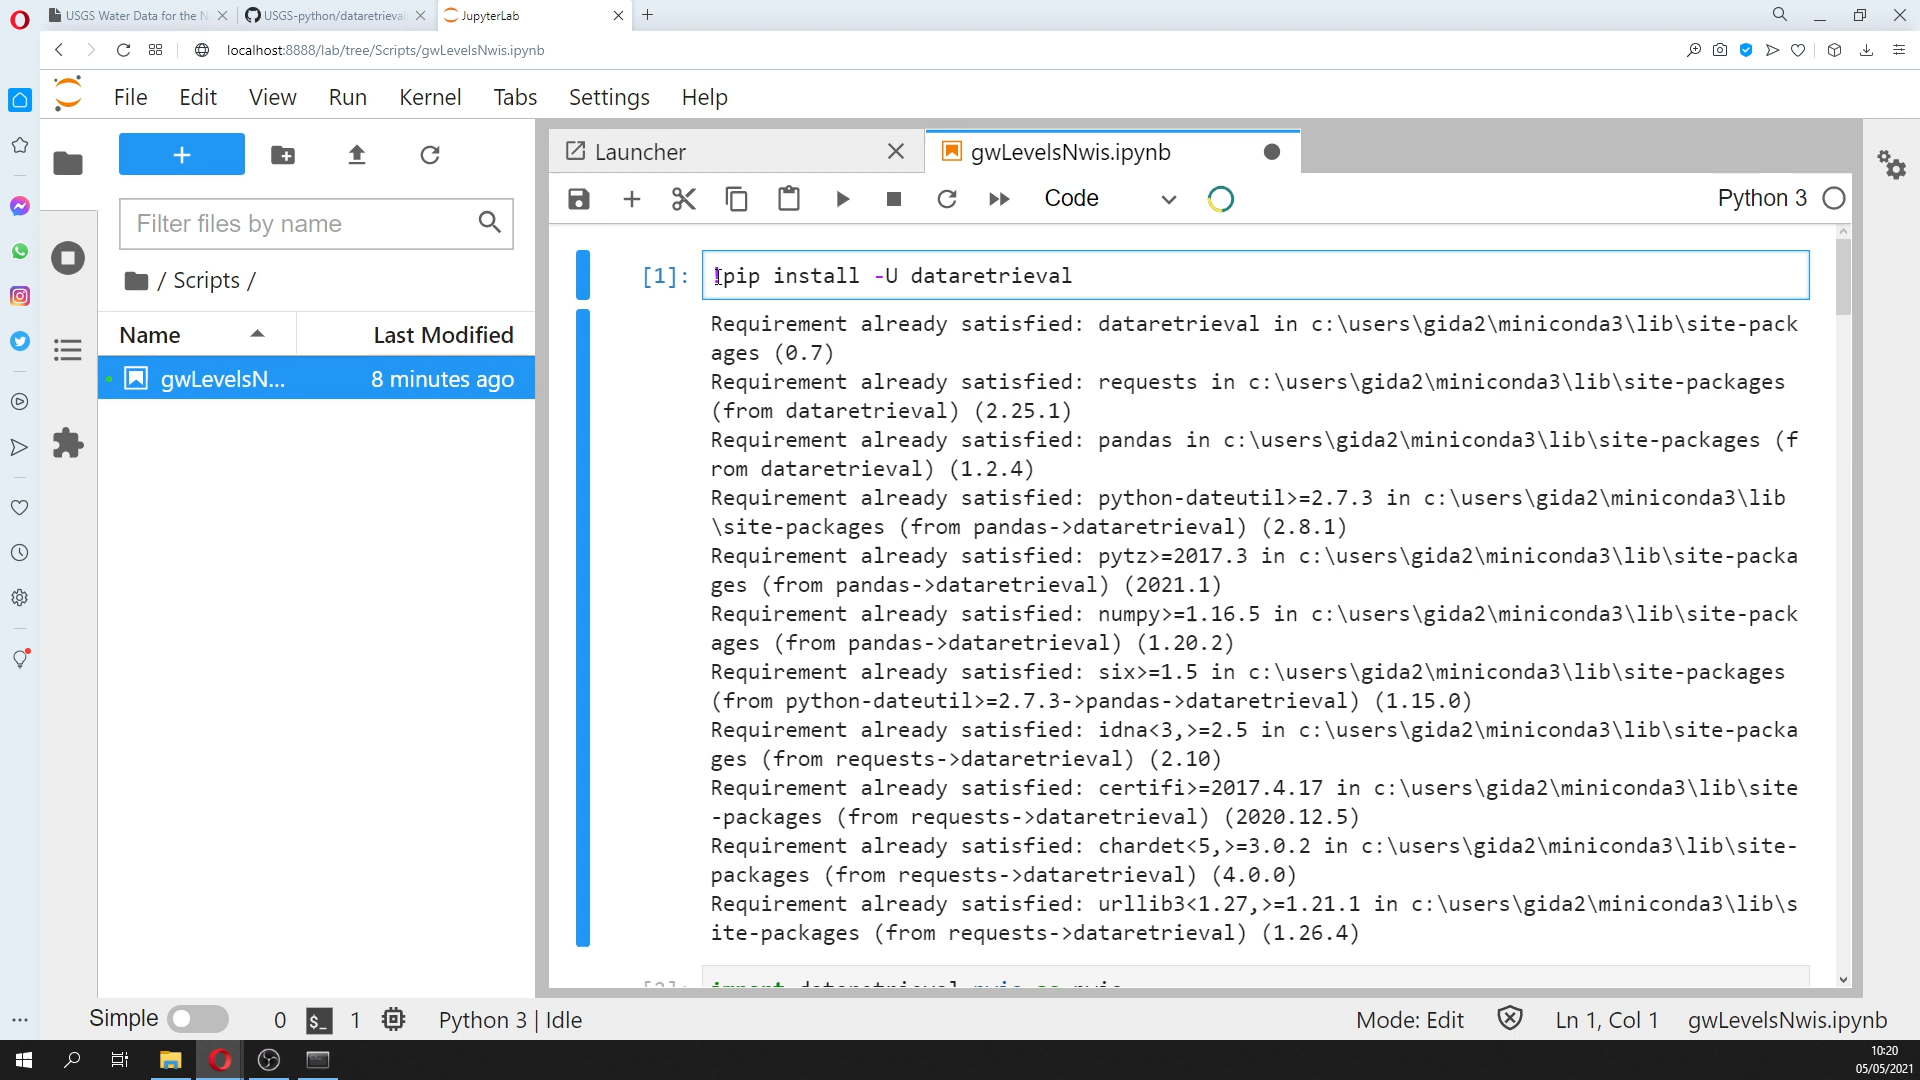 USGS Water Data for the N
USGS-python/dataretrieval
JupyterLab
localhost:8888/lab/tree/Scripts/gwLevelsNwis.ipynb
File Edit View Run Kernel Tabs Settings Help
Launcher
gwLevelsNwis.ipynb
Code
Python 3
Filter files by name
/ Scripts /
Name Last Modified
gwLevelsN... 8 minutes ago
[1]: !pip install -U dataretrieval
Requirement already satisfied: dataretrieval in c:\users\gida2\miniconda3\lib\site-pack
ages (0.7)
Requirement already satisfied: requests in c:\users\gida2\miniconda3\lib\site-packages
(from dataretrieval) (2.25.1)
Requirement already satisfied: pandas in c:\users\gida2\miniconda3\lib\site-packages (f
rom dataretrieval) (1.2.4)
Requirement already satisfied: python-dateutil>=2.7.3 in c:\users\gida2\miniconda3\lib
\site-packages (from pandas->dataretrieval) (2.8.1)
Requirement already satisfied: pytz>=2017.3 in c:\users\gida2\miniconda3\lib\site-packa
ges (from pandas->dataretrieval) (2021.1)
Requirement already satisfied: numpy>=1.16.5 in c:\users\gida2\miniconda3\lib\site-pack
ages (from pandas->dataretrieval) (1.20.2)
Requirement already satisfied: six>=1.5 in c:\users\gida2\miniconda3\lib\site-packages
(from python-dateutil>=2.7.3->pandas->dataretrieval) (1.15.0)
Requirement already satisfied: idna<3,>=2.5 in c:\users\gida2\miniconda3\lib\site-packa
ges (from requests->dataretrieval) (2.10)
Requirement already satisfied: certifi>=2017.4.17 in c:\users\gida2\miniconda3\lib\site
-packages (from requests->dataretrieval) (2020.12.5)
Requirement already satisfied: chardet<5,>=3.0.2 in c:\users\gida2\miniconda3\lib\site-
packages (from requests->dataretrieval) (4.0.0)
Requirement already satisfied: urllib3<1.27,>=1.21.1 in c:\users\gida2\miniconda3\lib\s
ite-packages (from requests->dataretrieval) (1.26.4)
Simple 0 $_ 1 Python 3 | Idle Mode: Edit Ln 1, Col 1 gwLevelsNwis.ipynb
10:20
05/05/2021